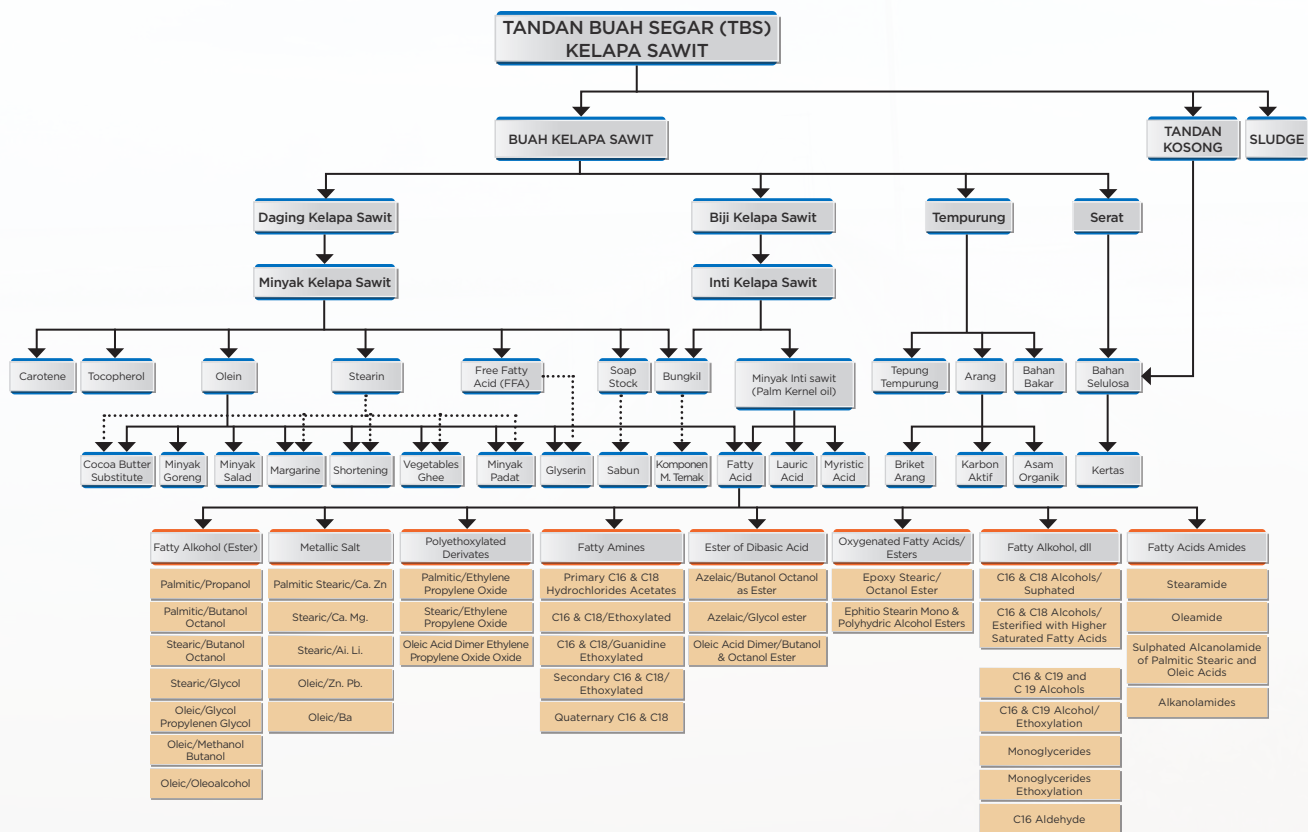 TANDAN BUAH SEGAR (TBS)
KELAPA SAWIT
BUAH KELAPA SAWIT
TANDAN
KOSONG
SLUDGE
Daging Kelapa Sawit
Biji Kelapa Sawit
Tempurung
Serat
Minyak Kelapa Sawit
Inti Kelapa Sawit
Carotene
Tocopherol
Olein
Stearin
Free Fatty
Acid (FFA)
Soap
Stock
Bungkil
Minyak Inti sawit
(Palm Kernel oil)
Tepung
Tempurung
Arang
Bahan
Bakar
Bahan
Selulosa
Cocoa Butter
Substitute
Minyak
Goreng
Minyak
Salad
Margarine
Shortening
Vegetables
Ghee
Minyak
Padat
Glyserin
Sabun
Komponen
M. Temak
Fatty
Acid
Lauric
Acid
Myristic
Acid
Briket
Arang
Karbon
Aktif
Asam
Organik
Kertas
Fatty Alkohol (Ester)
Palmitic/Propanol
Palmitic/Butanol
Octanol
Stearic/Butanol
Octanol
Stearic/Glycol
Oleic/Glycol
Propylenen Glycol
Oleic/Methanol
Butanol
Oleic/Oleoalcohol
Metallic Salt
Palmitic Stearic/Ca. Zn
Stearic/Ca. Mg.
Stearic/Ai. Li.
Oleic/Zn. Pb.
Oleic/Ba
Polyethoxylated
Derivates
Palmitic/Ethylene
Propylene Oxide
Stearic/Ethylene
Propylene Oxide
Oleic Acid Dimer Ethylene
Propylene Oxide Oxide
Fatty Amines
Primary C16 & C18
Hydrochlorides Acetates
C16 & C18/Ethoxylated
C16 & C18/Guanidine
Ethoxylated
Secondary C16 & C18/
Ethoxylated
Quaternary C16 & C18
Ester of Dibasic Acid
Azelaic/Butanol Octanol
as Ester
Azelaic/Glycol ester
Oleic Acid Dimer/Butanol
& Octanol Ester
Oxygenated Fatty Acids/
Esters
Epoxy Stearic/
Octanol Ester
Ephitio Stearin Mono &
Polyhydric Alcohol Esters
Fatty Alkohol, dll
C16 & C18 Alcohols/
Suphated
C16 & C18 Alcohols/
Esterified with Higher
Saturated Fatty Acids
C16 & C19 and
C 19 Alcohols
C16 & C19 Alcohol/
Ethoxylation
Monoglycerides
Monoglycerides
Ethoxylation
C16 Aldehyde
Fatty Acids Amides
Stearamide
Oleamide
Sulphated Alcanolamide
of Palmitic Stearic and
Oleic Acids
Alkanolamides